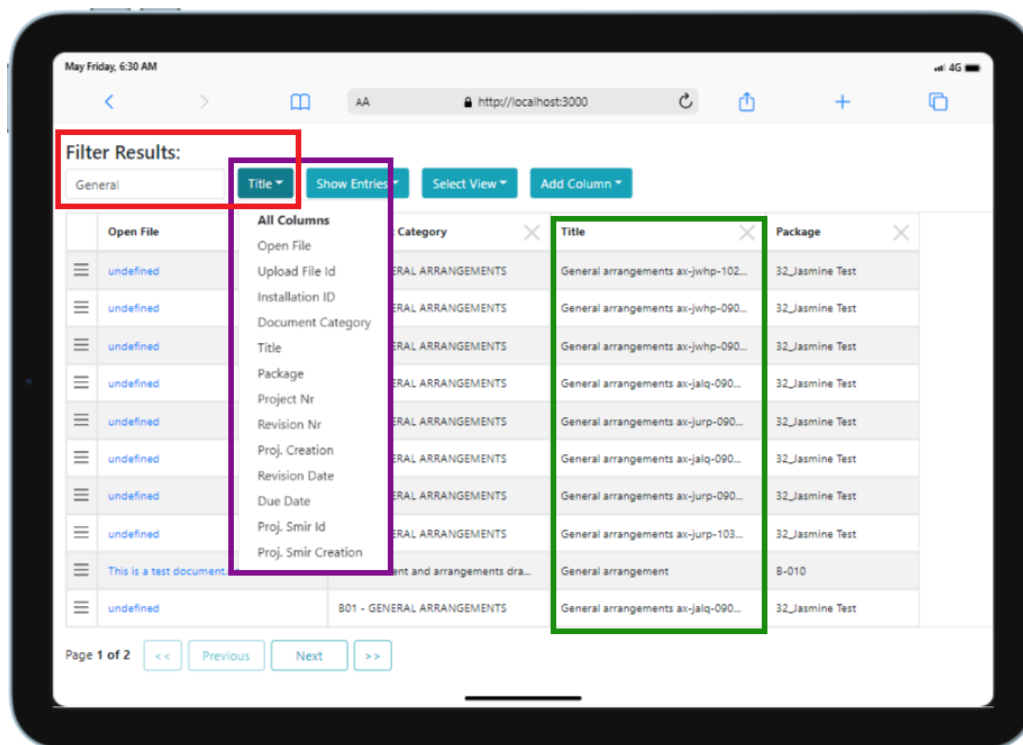 May Friday, 6:30 AM 4G
AA http://localhost:3000
Filter Results:
General Title Show Entries Select View Add Column
Open File Category Title Package
All Columns
Open File
Upload File Id
Installation ID
Document Category
Title
Package
Project Nr
Revision Nr
Proj. Creation
Revision Date
Due Date
Proj. Smir Id
Proj. Smir Creation
undefined ERAL ARRANGEMENTS General arrangements ax-jwhp-102... 32_Jasmine Test
undefined ERAL ARRANGEMENTS General arrangements ax-jwhp-090... 32_Jasmine Test
undefined ERAL ARRANGEMENTS General arrangements ax-jwhp-090... 32_Jasmine Test
undefined ERAL ARRANGEMENTS General arrangements ax-jalq-090... 32_Jasmine Test
undefined ERAL ARRANGEMENTS General arrangements ax-jurp-090... 32_Jasmine Test
undefined ERAL ARRANGEMENTS General arrangements ax-jalq-090... 32_Jasmine Test
undefined ERAL ARRANGEMENTS General arrangements ax-jurp-090... 32_Jasmine Test
undefined ERAL ARRANGEMENTS General arrangements ax-jurp-103... 32_Jasmine Test
This is a test document. ent and arrangements dra... General arrangement B-010
undefined B01 - GENERAL ARRANGEMENTS General arrangements ax-jalq-090... 32_Jasmine Test
Page 1 of 2 << Previous Next >>